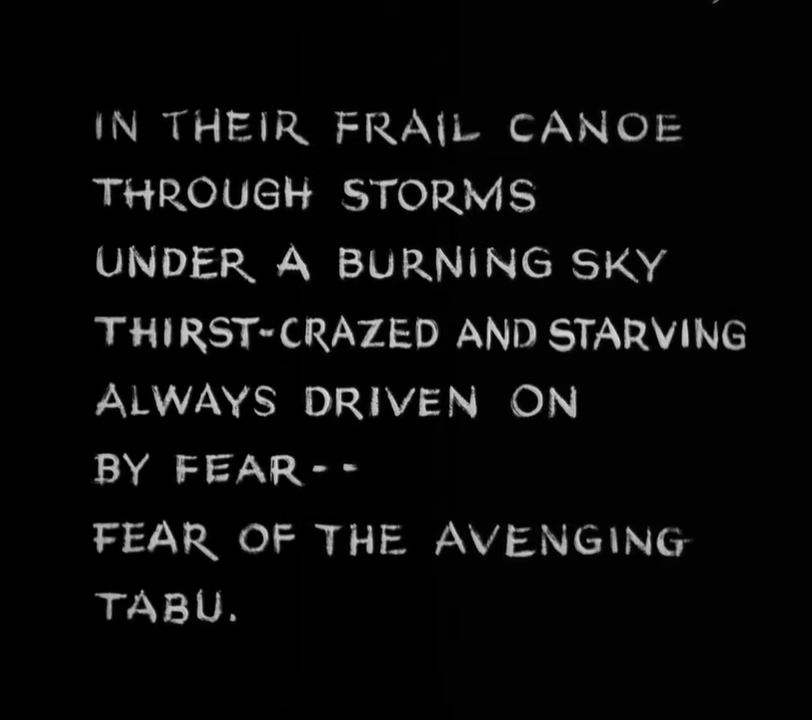 IN THEIR FRAIL CANOE
THROUGH STORMS
UNDER A BURNING SKY
THIRST-CRAZED AND STARVING
ALWAYS DRIVEN ON
BY FEAR--
FEAR OF THE AVENGING
TABU.